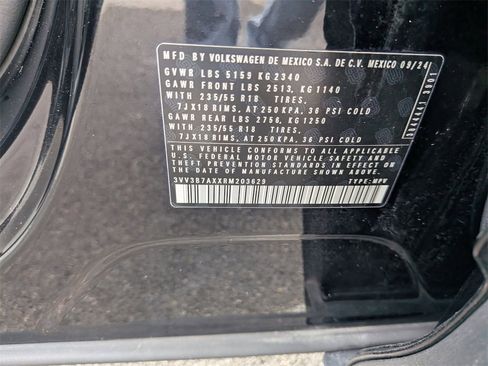 MFD BY VOLKSWAGEN DE MEXICO S.A. DE C.V. MEXICO 09/24
GVWR LBS 5159 KG 2340
GAWR FRONT LBS 2513, KG 1140
WITH 235/55 R18 TIRES,
7JX18 RIMS, AT 250 KPA, 36 PSI COLD
GAWR REAR LBS 2756, KG1250
WITH 235/55 R18 TIRES,
7JX18 RIMS, AT 250 KPA, 36 PSI COLD
THIS VEHICLE CONFORMS TO ALL APPLICABLE
U.S. FEDERAL MOTOR VEHICLE SAFETY AND
THEFT PREVENTION STANDARDS IN EFFECT ON
THE DATE OF MANUFACTURE SHOWN ABOVE.
3VV3B7AXXRM203629 TYPE: MPV